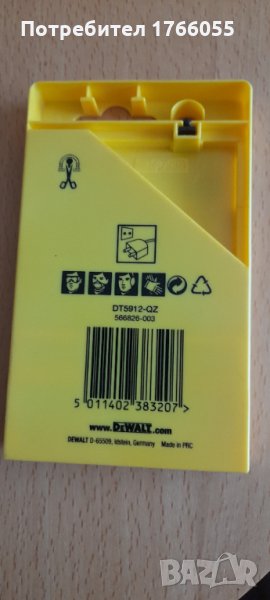 Потребител 1766055
DT5912-QZ
566826-003
5 011402 383207 >
www.DEWALT.com
DEWALT D-65509, Idstein, Germany Made in PRC
BAZAR